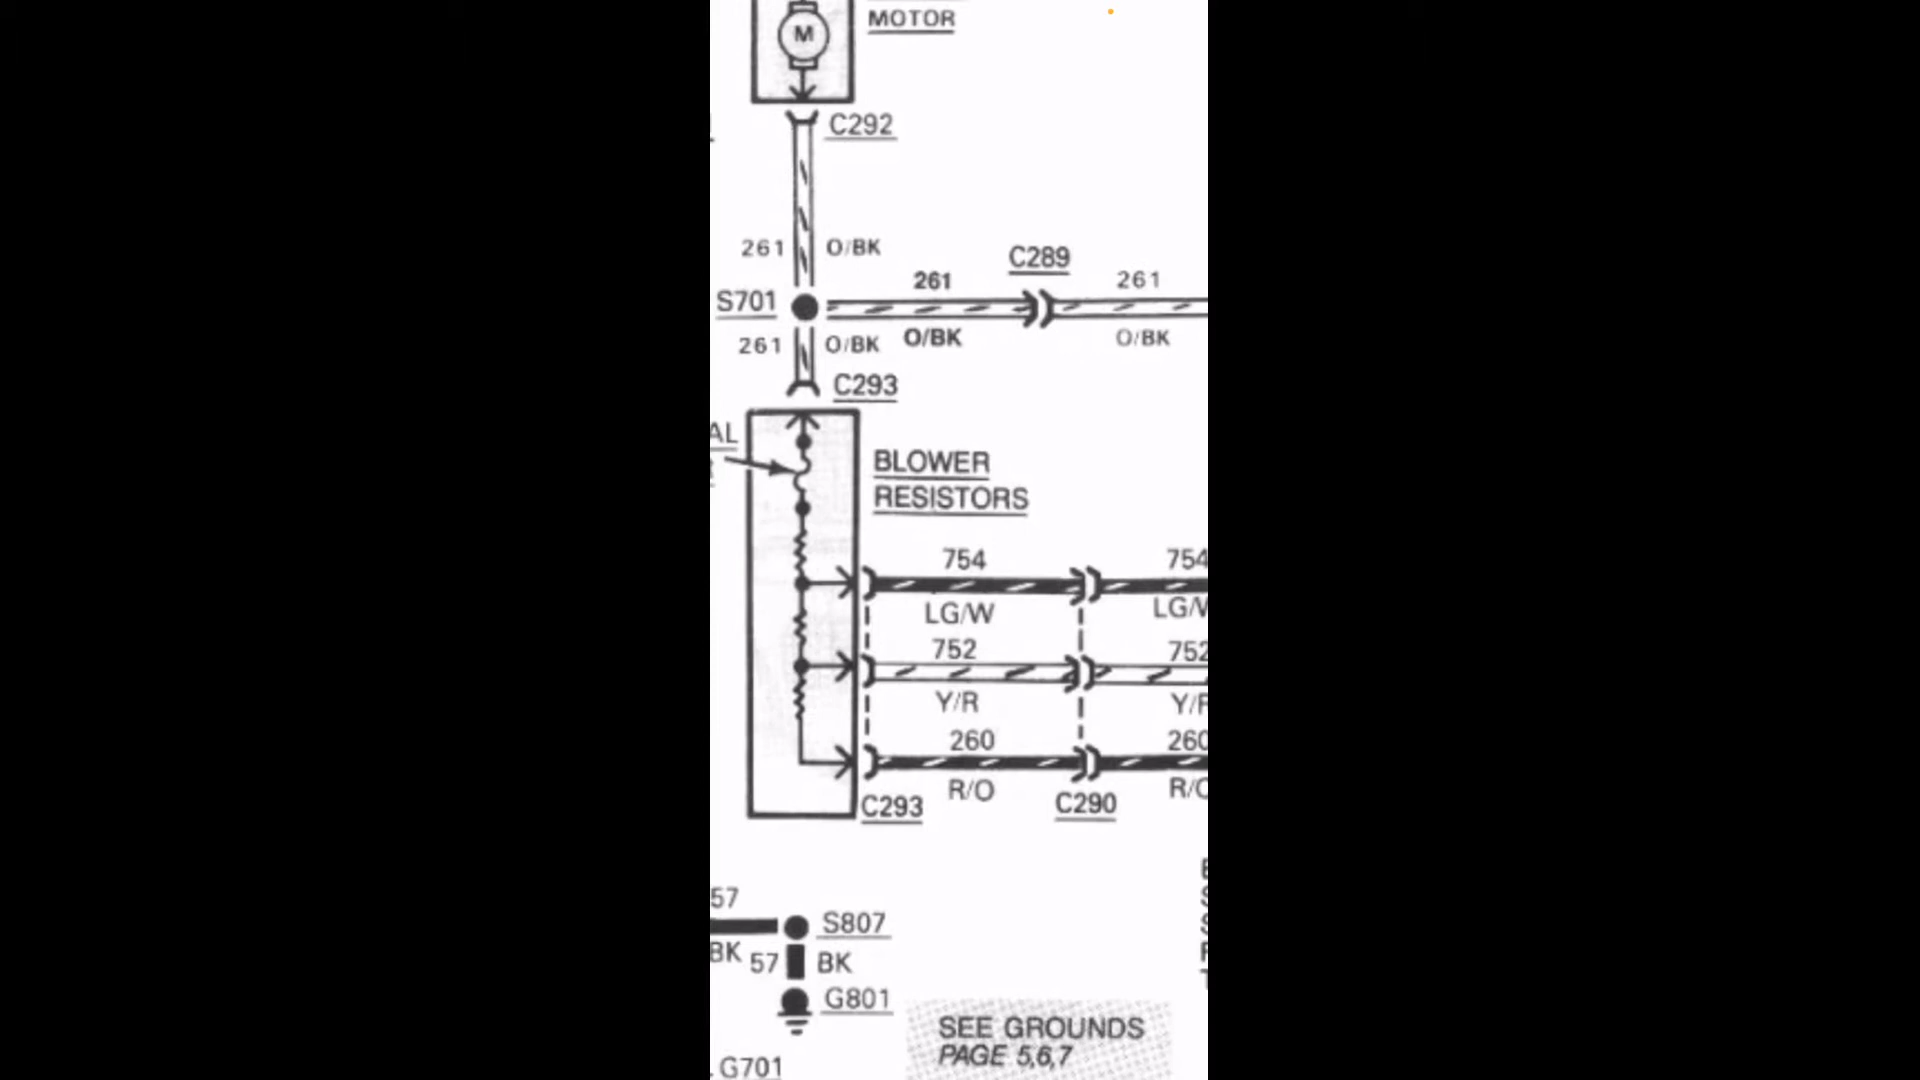 MOTOR
M
C292
261 O/BK
C289
261 261
S701
O/BK O/BK
261 O/BK
C293
AL
BLOWER
RESISTORS
754 754
LG/W LG/
752 752
Y/R Y/
260 260
R/O R/
C293 C290
57
S807
BK 57 BK
G801
SEE GROUNDS
PAGE 5,6,7
G701